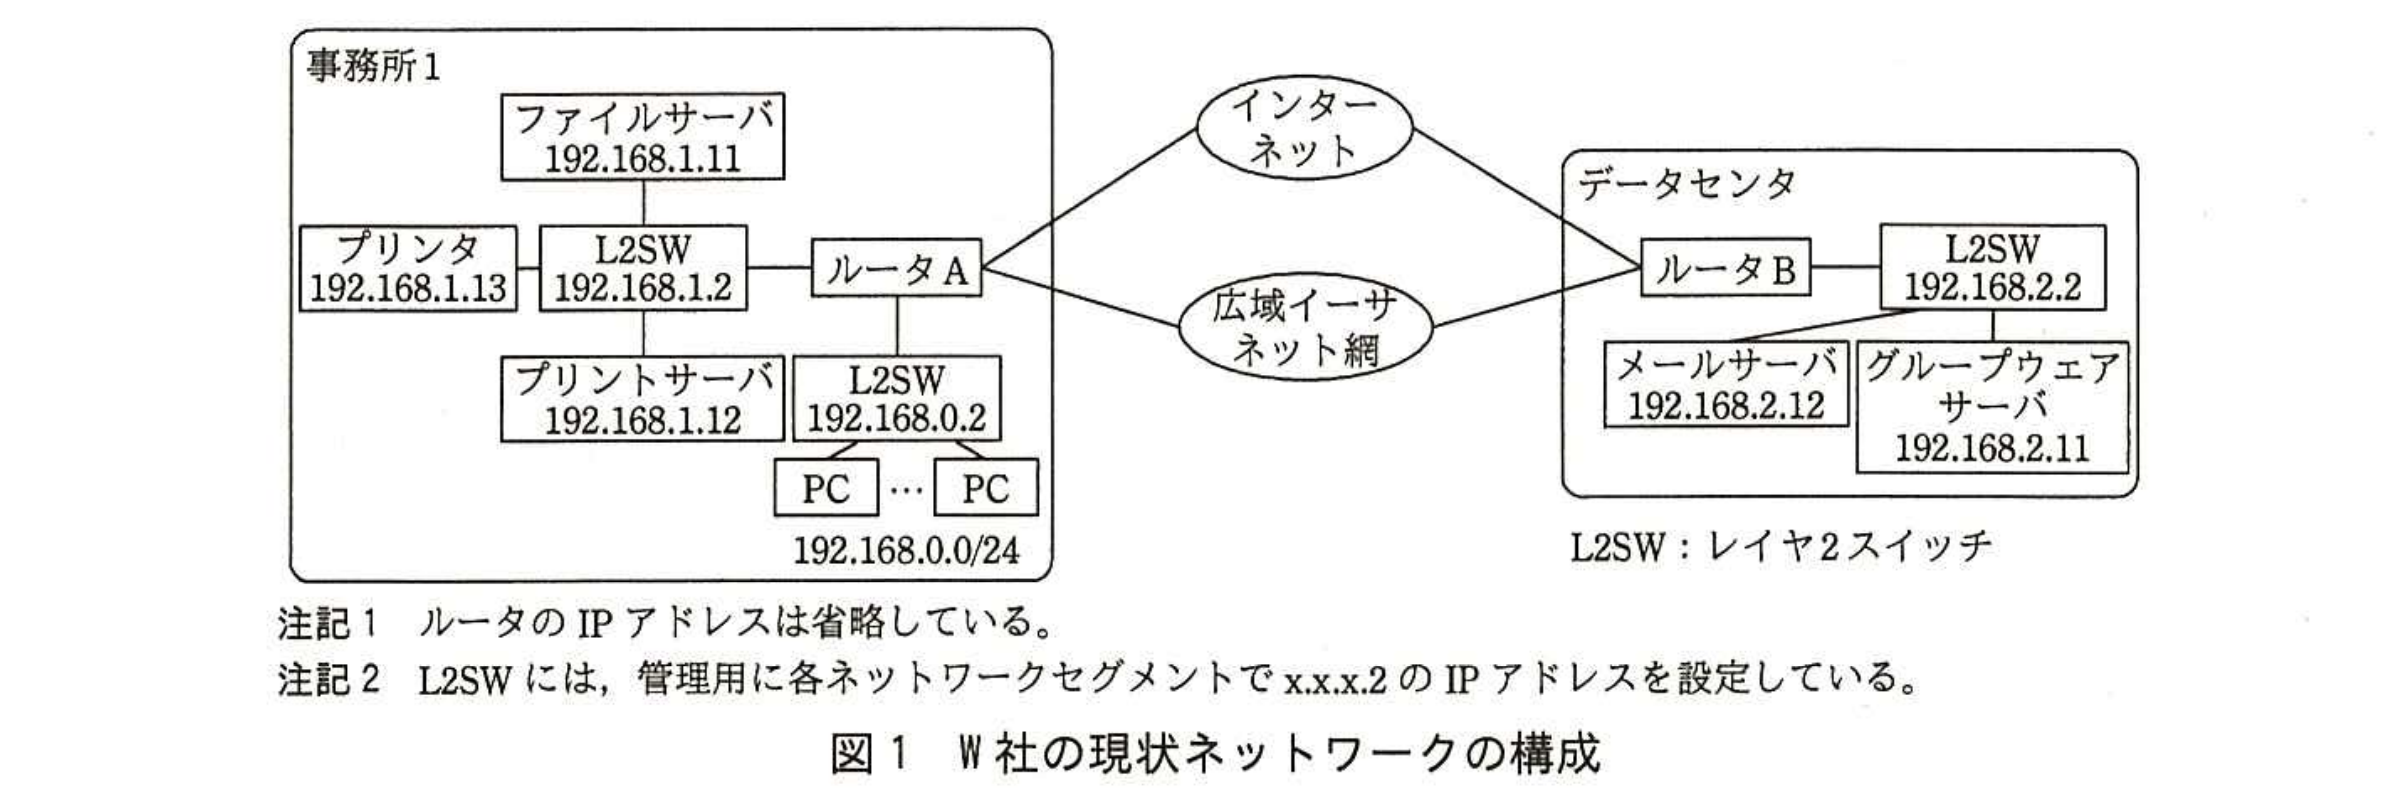 事務所1
ファイルサーバ
192.168.1.11
プリンタ
192.168.1.13
L2SW
192.168.1.2
ルータA
プリントサーバ
192.168.1.12
L2SW
192.168.0.2
PC
…
PC
192.168.0.0/24
インター
ネット
広域イーサ
ネット網
データセンタ
ルータB
L2SW
192.168.2.2
メールサーバ
192.168.2.12
グループウェア
サーバ
192.168.2.11
L2SW:レイヤ2スイッチ
注記1 ルータのIPアドレスは省略している。
注記2 L2SWには,管理用に各ネットワークセグメントでx.x.x.2のIPアドレスを設定している。
図1 W社の現状ネットワークの構成